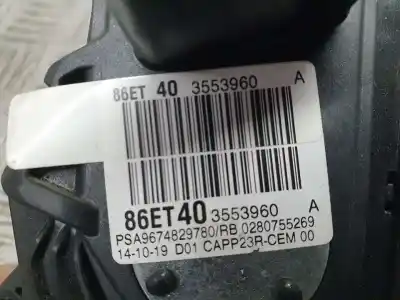 86ET 40 3553960 A
86ET40 3553960 A
PSA9674829780/RB 0280755269
14-10-19 D01 CAPP23R-CEM 00